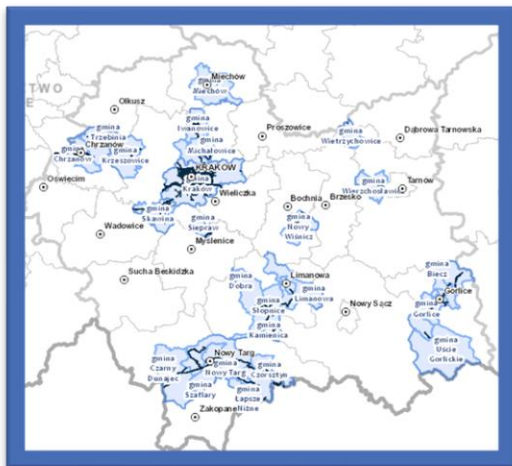 TWO
E
Miechów
gmina
Miechów
Olkusz
gmina
Iwanowice
gmina
Trzebinia
Chrzanów
gmina
Chrzanów
gmina
Krzeszowice
gmina
Michałowice
Proszowice
gmina
Wietrzychowice
Dąbrowa Tarnowska
KRAKÓW
gmina
Kraków
Oświęcim
Wieliczka
gmina
Wierzchosławice
Tarnów
Bochnia
Brzesko
gmina
Skawina
gmina
Siepraw
gmina
Nowy
Wiśnicz
Wadowice
Myślenice
Sucha Beskidzka
gmina
Dobra
Limanowa
gmina
Limanowa
gmina
Słopnice
gmina
Kamienica
Nowy Sącz
gmina
Biecz
Gorlice
gmina
Gorlice
gmina
Uście
Gorlickie
gmina
Czarny
Dunajec
Nowy Targ
gmina
Nowy Targ
gmina
Czorsztyn
gmina
Szaflary
gmina
Łapsze
Niżne
Zakopane